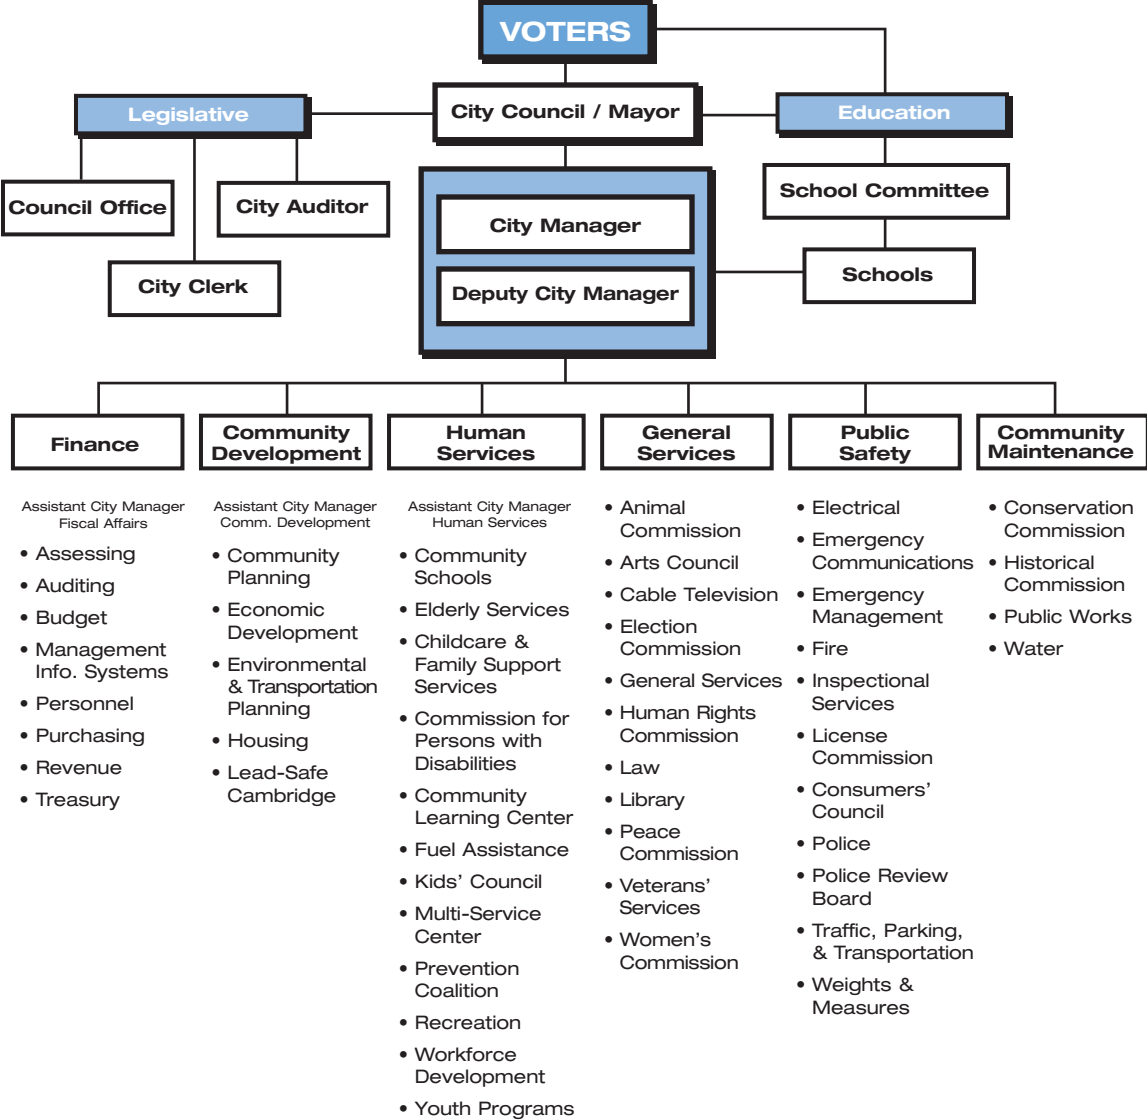 VOTERS
Legislative
City Council / Mayor
Education
Council Office
City Auditor
City Clerk
City Manager
Deputy City Manager
School Committee
Schools
Finance
Assistant City Manager
Fiscal Affairs
• Assessing
• Auditing
• Budget
• Management
Info. Systems
• Personnel
• Purchasing
• Revenue
• Treasury
Community
Development
Assistant City Manager
Comm. Development
• Community
Planning
• Economic
Development
• Environmental
& Transportation
Planning
• Housing
• Lead-Safe
Cambridge
Human
Services
Assistant City Manager
Human Services
• Community
Schools
• Elderly Services
• Childcare &
Family Support
Services
• Commission for
Persons with
Disabilities
• Community
Learning Center
• Fuel Assistance
• Kids’ Council
• Multi-Service
Center
• Prevention
Coalition
• Recreation
• Workforce
Development
• Youth Programs
General
Services
• Animal
Commission
• Arts Council
• Cable Television
• Election
Commission
• General Services
• Human Rights
Commission
• Law
• Library
• Peace
Commission
• Veterans’
Services
• Women’s
Commission
Public
Safety
• Electrical
• Emergency
Communications
• Emergency
Management
• Fire
• Inspectional
Services
• License
Commission
• Consumers’
Council
• Police
• Police Review
Board
• Traffic, Parking,
& Transportation
• Weights &
Measures
Community
Maintenance
• Conservation
Commission
• Historical
Commission
• Public Works
• Water